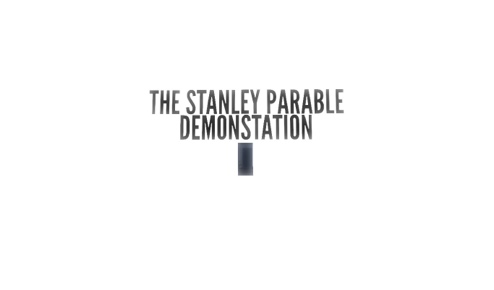 THE STANLEY PARABLE
DEMONSTATION